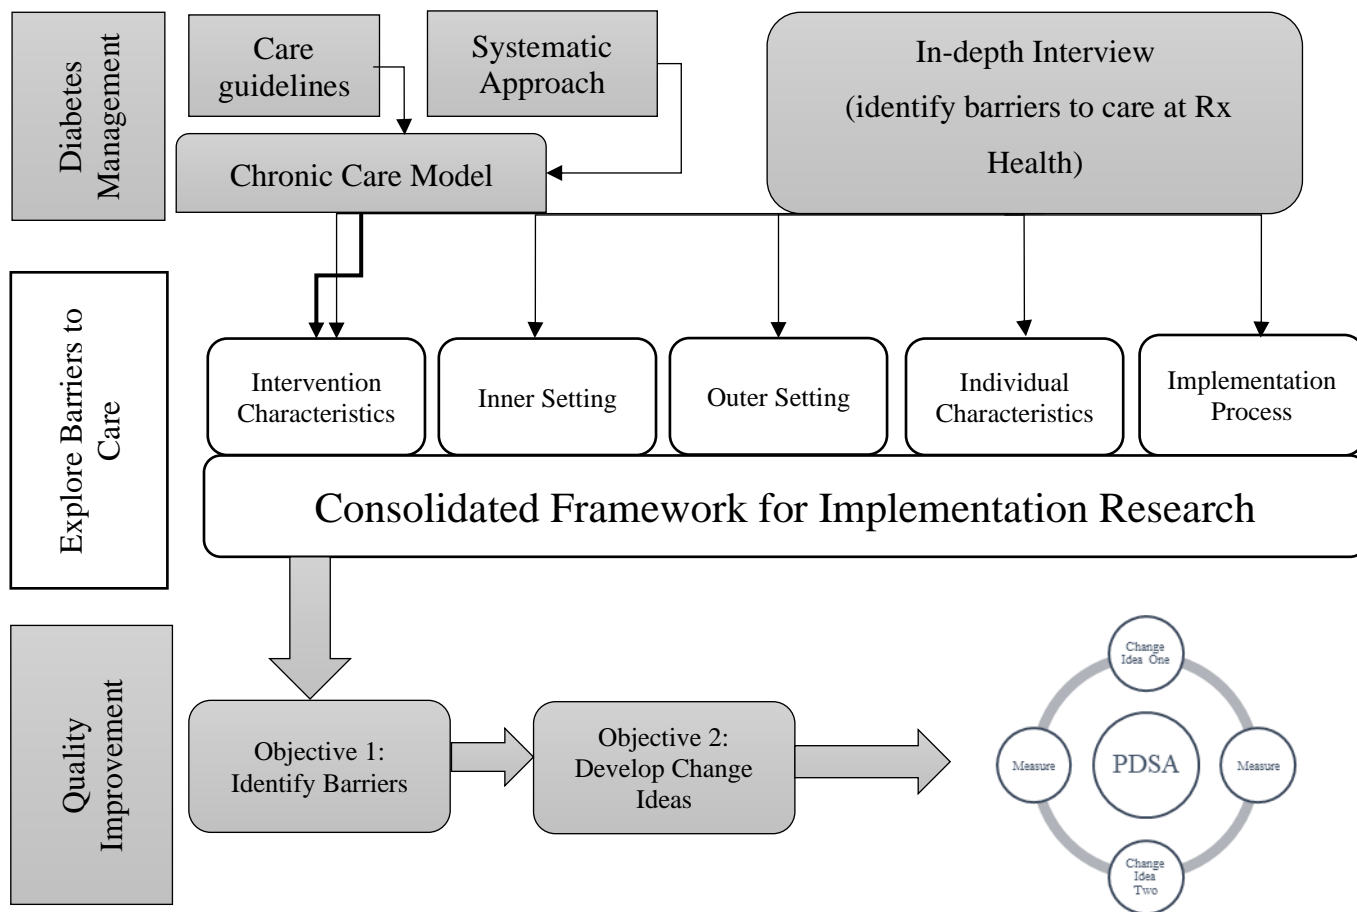 Diabetes
Management
Care
guidelines
Systematic
Approach
In-depth Interview
(identify barriers to care at Rx
Health)
Chronic Care Model
Explore Barriers to
Care
Intervention
Characteristics
Inner Setting
Outer Setting
Individual
Characteristics
Implementation
Process
Consolidated Framework for Implementation Research
Quality
Improvement
Objective 1:
Identify Barriers
Objective 2:
Develop Change
Ideas
Change
Idea One
Measure
PDSA
Measure
Change
Idea
Two